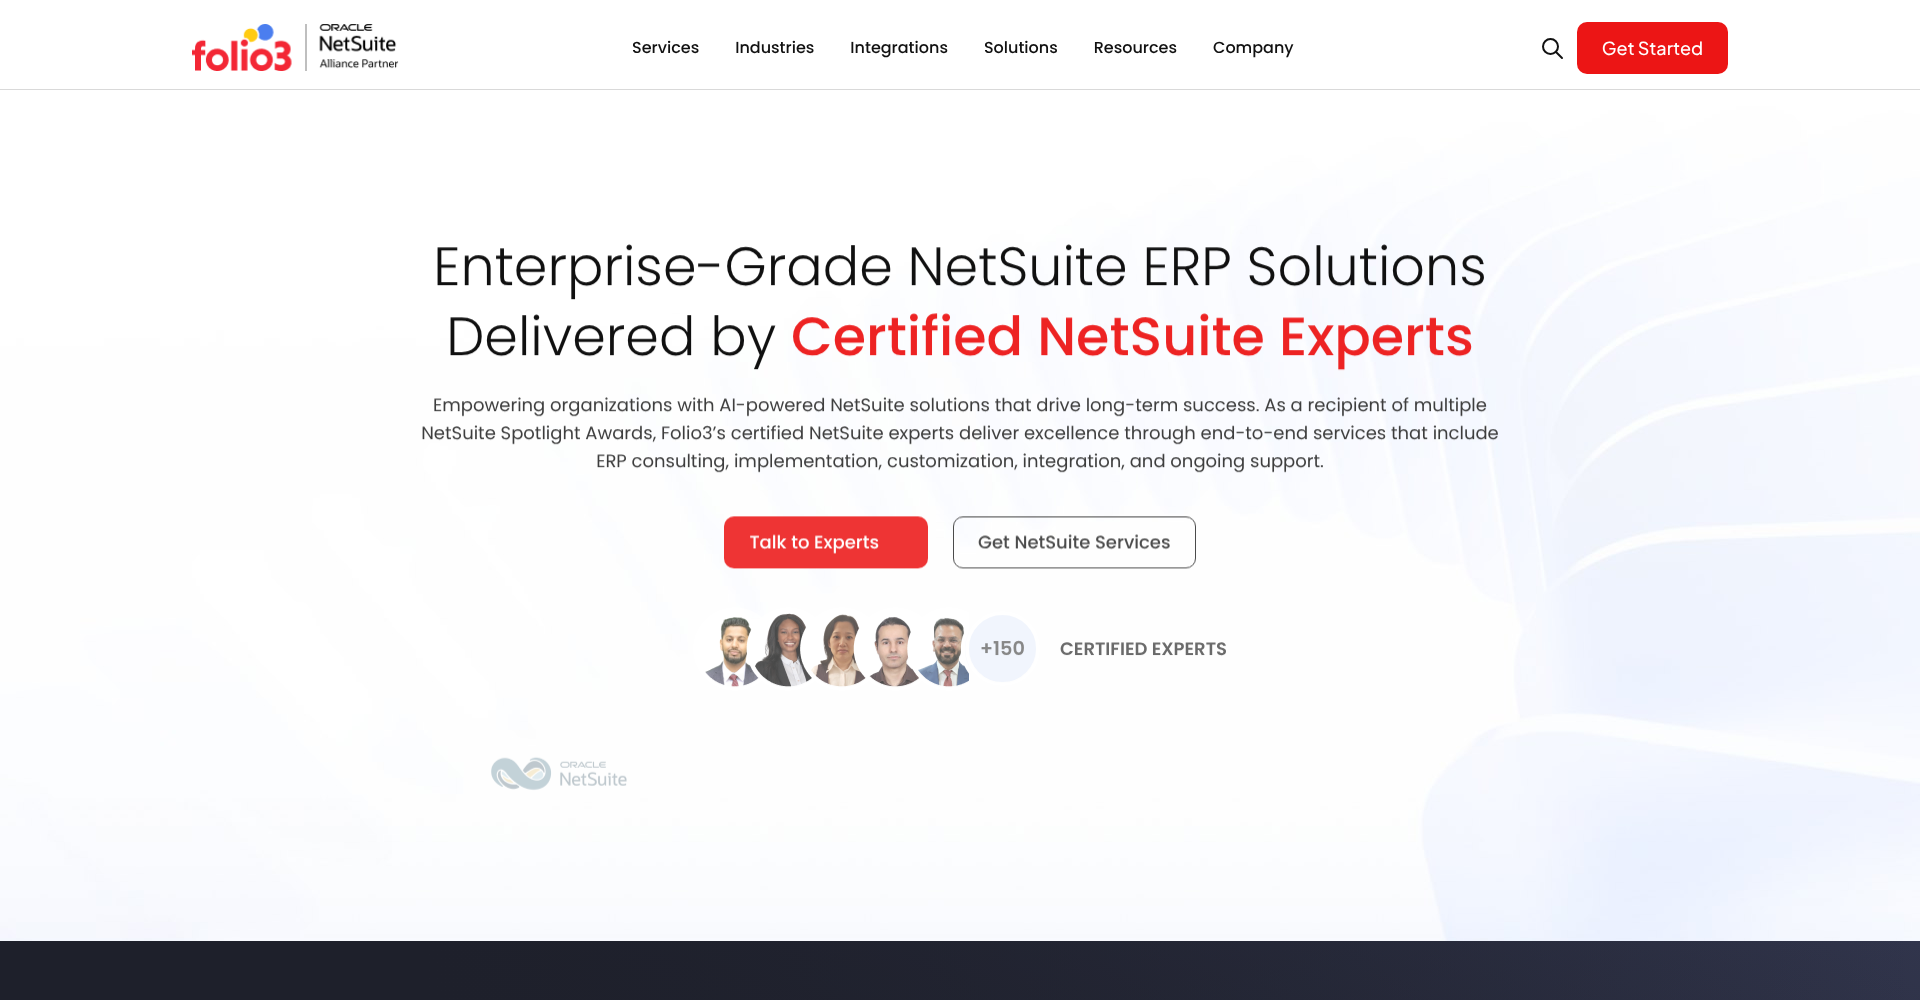 folio3
ORACLE
NetSuite
Alliance Partner
Services
Industries
Integrations
Solutions
Resources
Company
Get Started
Enterprise-Grade NetSuite ERP Solutions
Delivered by Certified NetSuite Experts
Empowering organizations with AI-powered NetSuite solutions that drive long-term success. As a recipient of multiple
NetSuite Spotlight Awards, Folio3’s certified NetSuite experts deliver excellence through end-to-end services that include
ERP consulting, implementation, customization, integration, and ongoing support.
Talk to Experts
Get NetSuite Services
+150
CERTIFIED EXPERTS
ORACLE
NetSuite